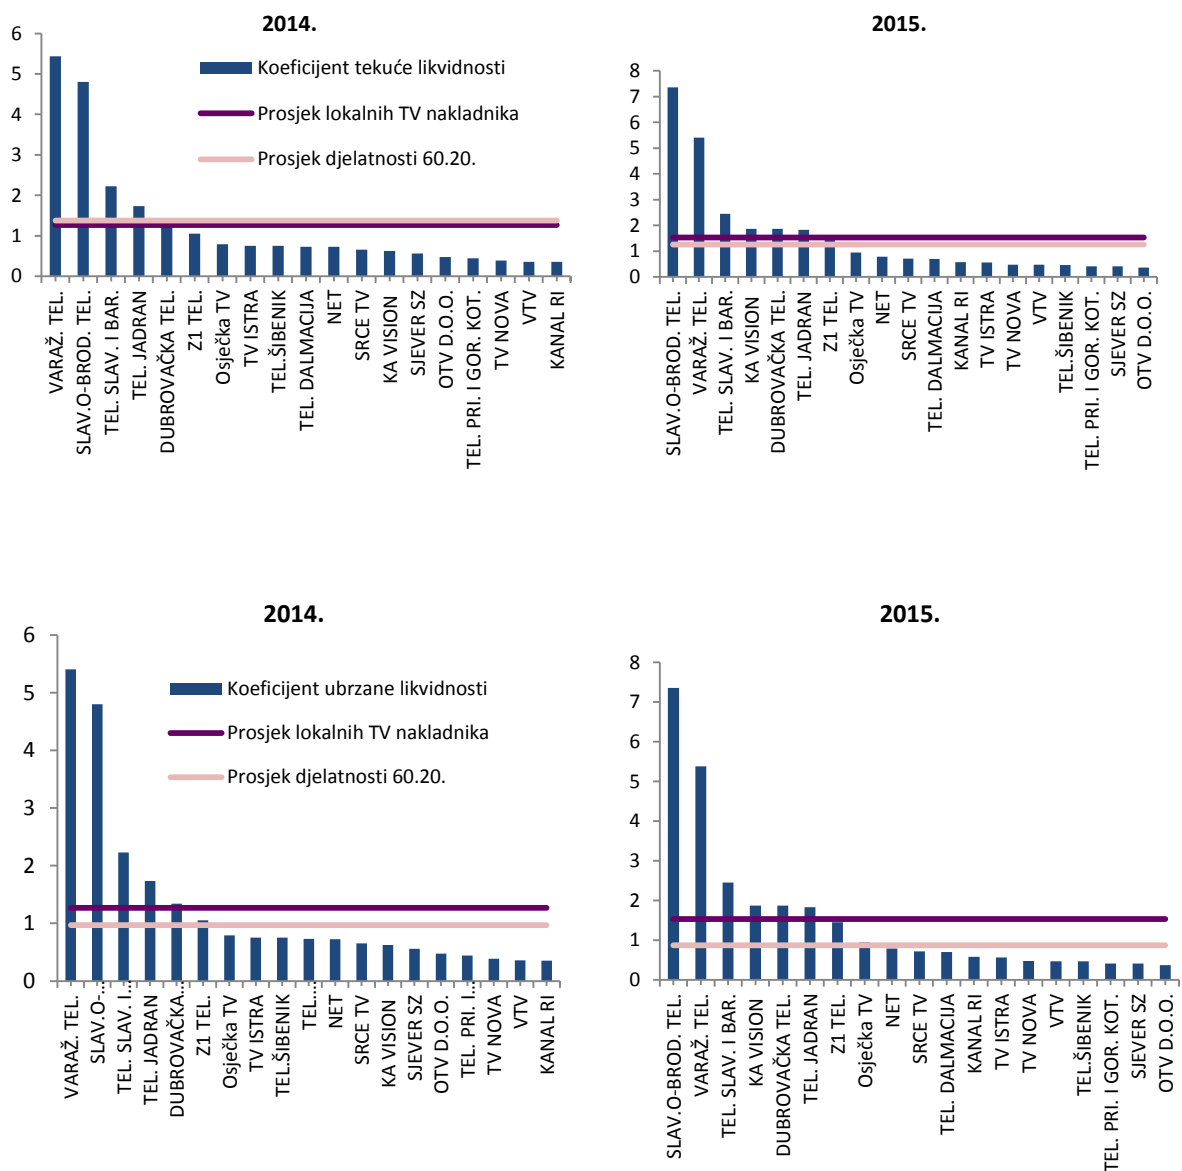 2014.
6
5
4
3
2
1
0
Koeficijent tekuće likvidnosti
Prosjek lokalnih TV nakladnika
Prosjek djelatnosti 60.20.
VARAŽ. TEL.
SLAV.O-BROD. TEL.
TEL. SLAV. I BAR.
TEL. JADRAN
DUBROVAČKA TEL.
Z1 TEL.
Osječka TV
TV ISTRA
TEL.ŠIBENIK
TEL. DALMACIJA
NET
SRCE TV
KA VISION
SJEVER SZ
OTV D.O.O.
TEL. PRI. I GOR. KOT.
TV NOVA
VTV
KANAL RI
2015.
8
7
6
5
4
3
2
1
0
SLAV.O-BROD. TEL.
VARAŽ. TEL.
TEL. SLAV. I BAR.
KA VISION
DUBROVAČKA TEL.
TEL. JADRAN
Z1 TEL.
Osječka TV
NET
SRCE TV
TEL. DALMACIJA
KANAL RI
TV ISTRA
TV NOVA
VTV
TEL.ŠIBENIK
TEL. PRI. I GOR. KOT.
SJEVER SZ
OTV D.O.O.
2014.
6
5
4
3
2
1
0
Koeficijent ubrzane likvidnosti
Prosjek lokalnih TV nakladnika
Prosjek djelatnosti 60.20.
VARAŽ. TEL.
SLAV.O-...
TEL. SLAV. I...
TEL. JADRAN
DUBROVAČKA...
Z1 TEL.
Osječka TV
TV ISTRA
TEL.ŠIBENIK
TEL....
NET
SRCE TV
KA VISION
SJEVER SZ
OTV D.O.O.
TEL. PRI. I...
TV NOVA
VTV
KANAL RI
2015.
8
7
6
5
4
3
2
1
0
SLAV.O-BROD. TEL.
VARAŽ. TEL.
TEL. SLAV. I BAR.
KA VISION
DUBROVAČKA TEL.
TEL. JADRAN
Z1 TEL.
Osječka TV
NET
SRCE TV
TEL. DALMACIJA
KANAL RI
TV ISTRA
TV NOVA
VTV
TEL.ŠIBENIK
TEL. PRI. I GOR. KOT.
SJEVER SZ
OTV D.O.O.